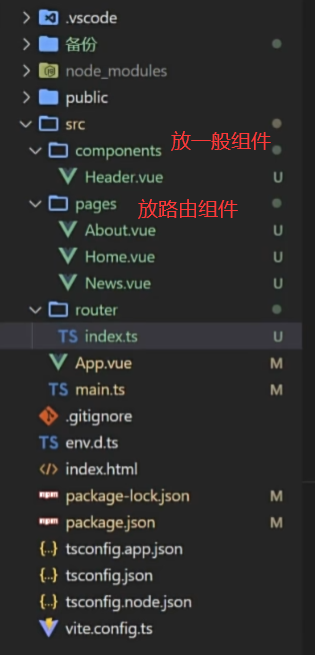 .vscode
备份
node_modules
public
src
components 放一般组件
Header.vue U
pages 放路由组件
About.vue U
Home.vue U
News.vue U
router
TS index.ts U
App.vue M
TS main.ts M
.gitignore
TS env.d.ts
index.html
npm package-lock.json M
npm package.json M
{..} tsconfig.app.json
{..} tsconfig.json
{..} tsconfig.node.json
vite.config.ts